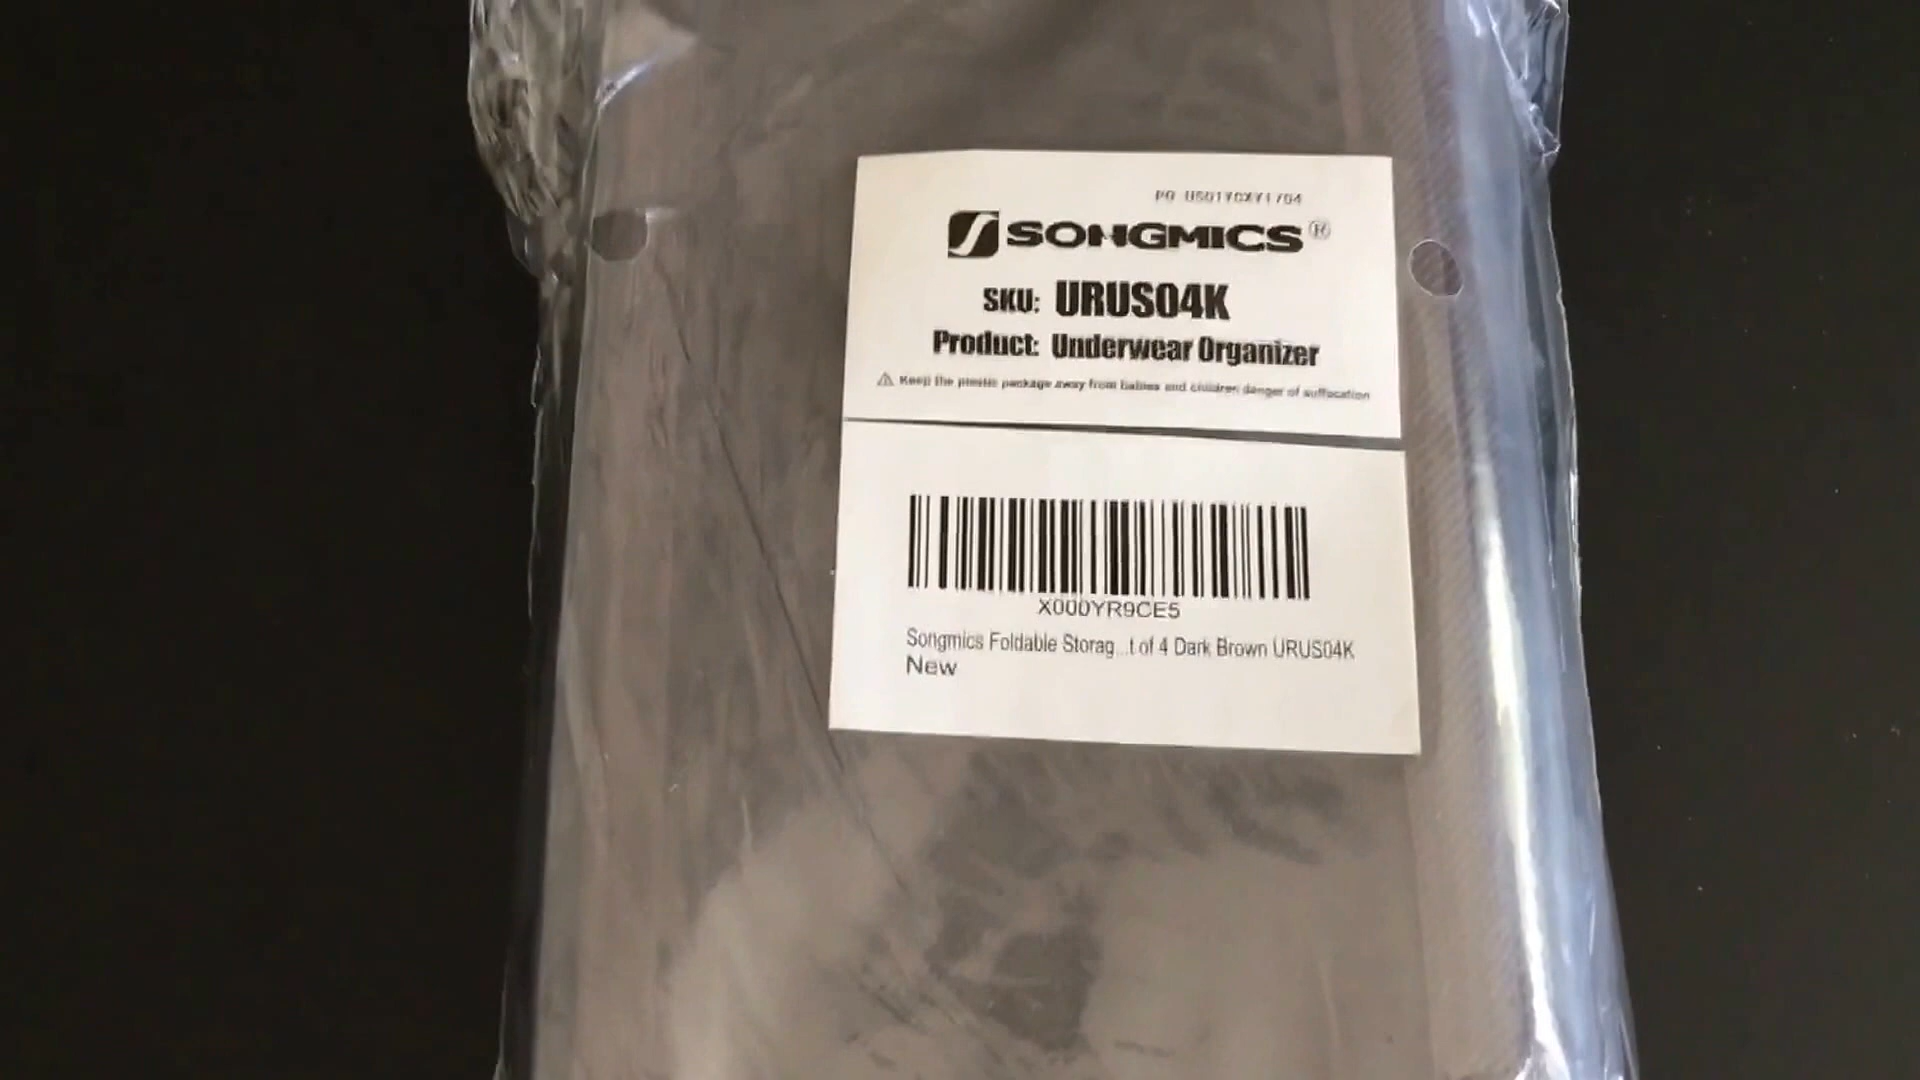 SONGMICS®
SKU: URUS04K
Product: Underwear Organizer
⚠ Keep the plastic package away from babies and children danger of suffocation
X000YR9CE5
Songmics Foldable Storag...t of 4 Dark Brown URUS04K
New